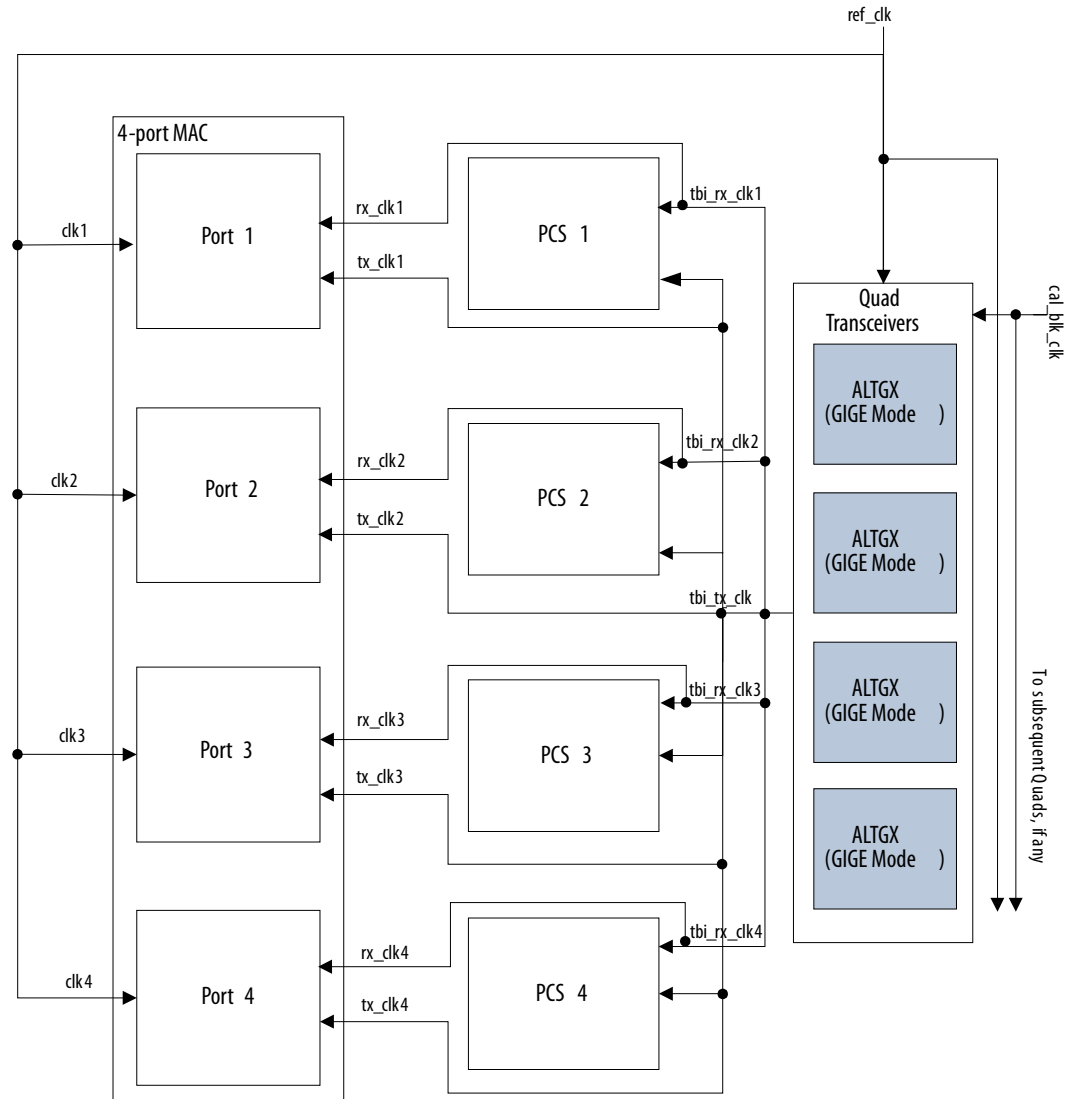 ref_clk
4-port MAC
clk1
Port 1
rx_clk1
tx_clk1
PCS 1
tbi_rx_clk1
Quad
Transceivers
cal_blk_clk
ALTGX
(GIGE Mode )
clk2
Port 2
rx_clk2
tx_clk2
PCS 2
tbi_rx_clk2
ALTGX
(GIGE Mode )
tbi_tx_clk
clk3
Port 3
rx_clk3
tx_clk3
PCS 3
tbi_rx_clk3
ALTGX
(GIGE Mode )
To subsequent Quads, if any
ALTGX
(GIGE Mode )
clk4
Port 4
rx_clk4
tx_clk4
PCS 4
tbi_rx_clk4